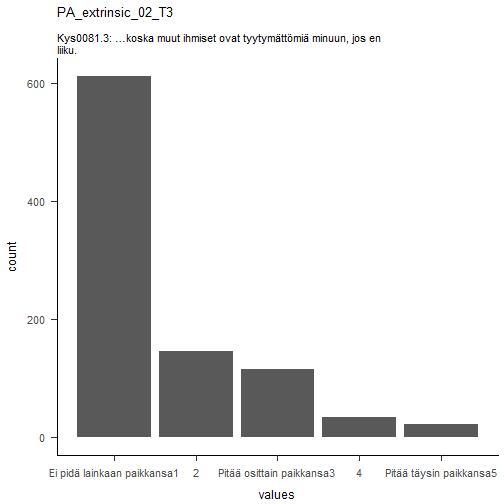 PA_extrinsic_02_T3
Kys0081.3: …koska muut ihmiset ovat tyytymättömiä minuun, jos en
liiku.
600
400
200
0
count
Ei pidä lainkaan paikkansa1 2 Pitää osittain paikkansa3 4 Pitää täysin paikkansa5
values